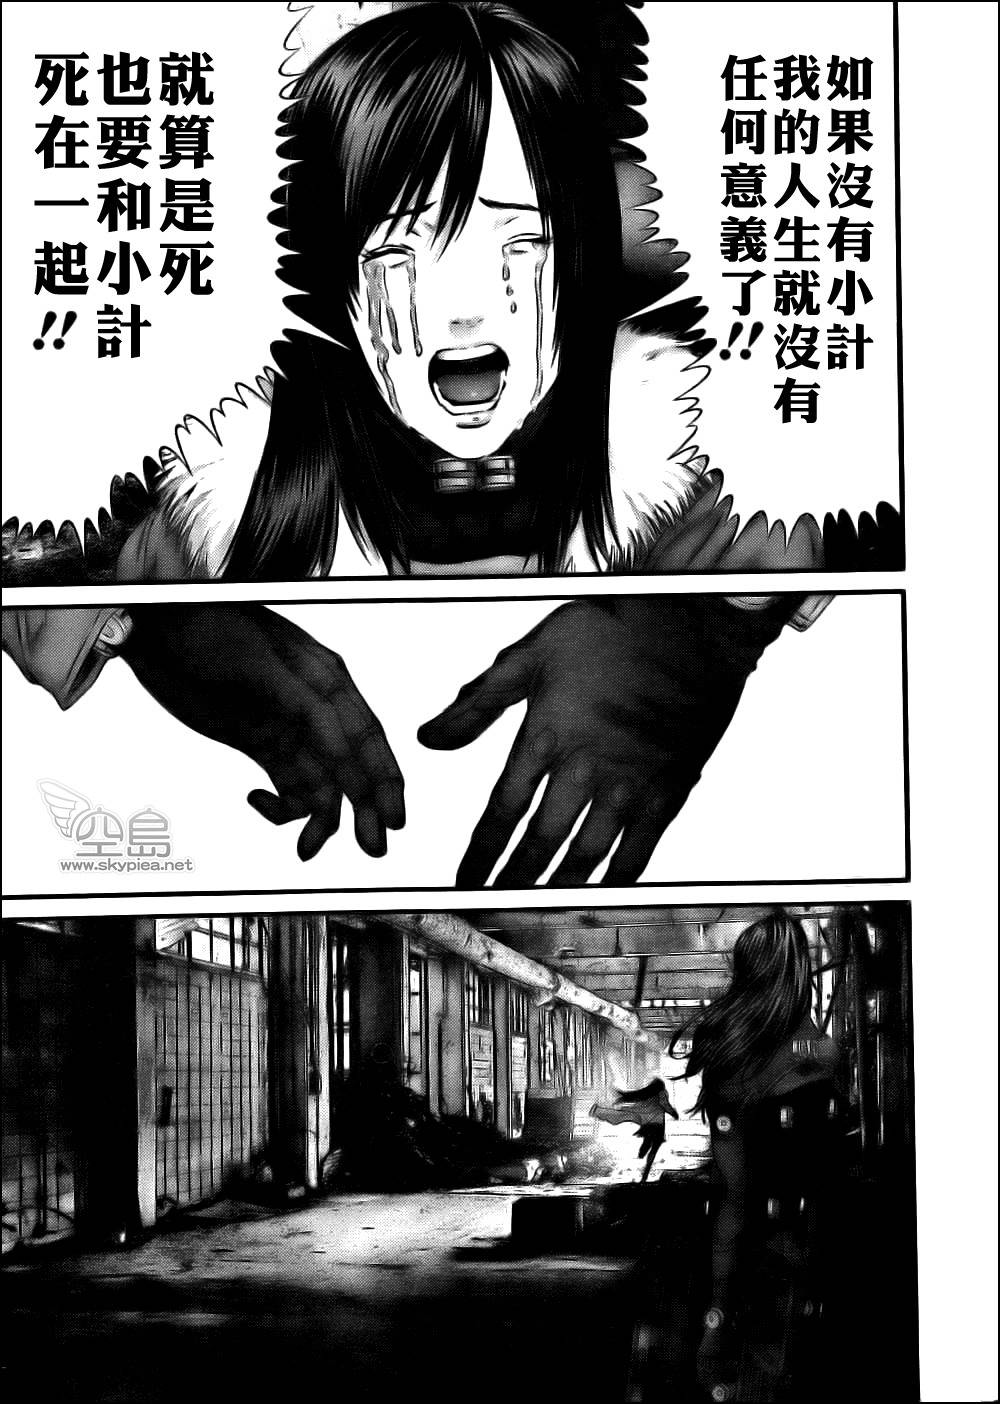 如果沒有小計
我的人生就沒有
任何意義了!!
就算是死
也要和小計
死在一起!!
空島
www.skypiea.net